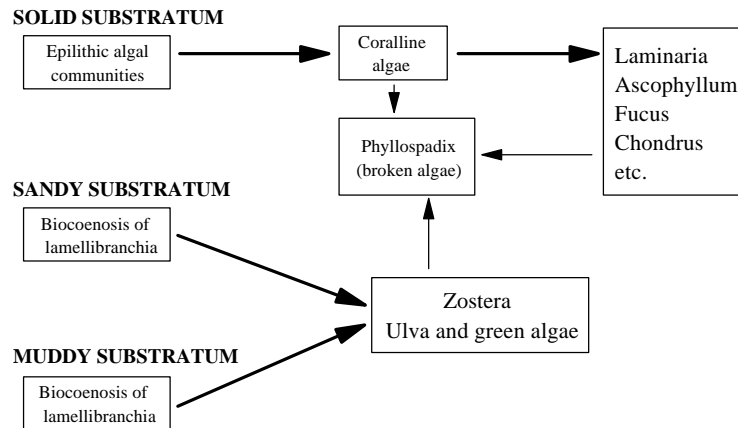 SOLID SUBSTRATUM
Epilithic algal
communities
Coralline
algae
Laminaria
Ascophyllum
Fucus
Chondrus
etc.
Phyllospadix
(broken algae)
SANDY SUBSTRATUM
Biocoenosis of
lamellibranchia
Zostera
Ulva and green algae
MUDDY SUBSTRATUM
Biocoenosis of
lamellibranchia